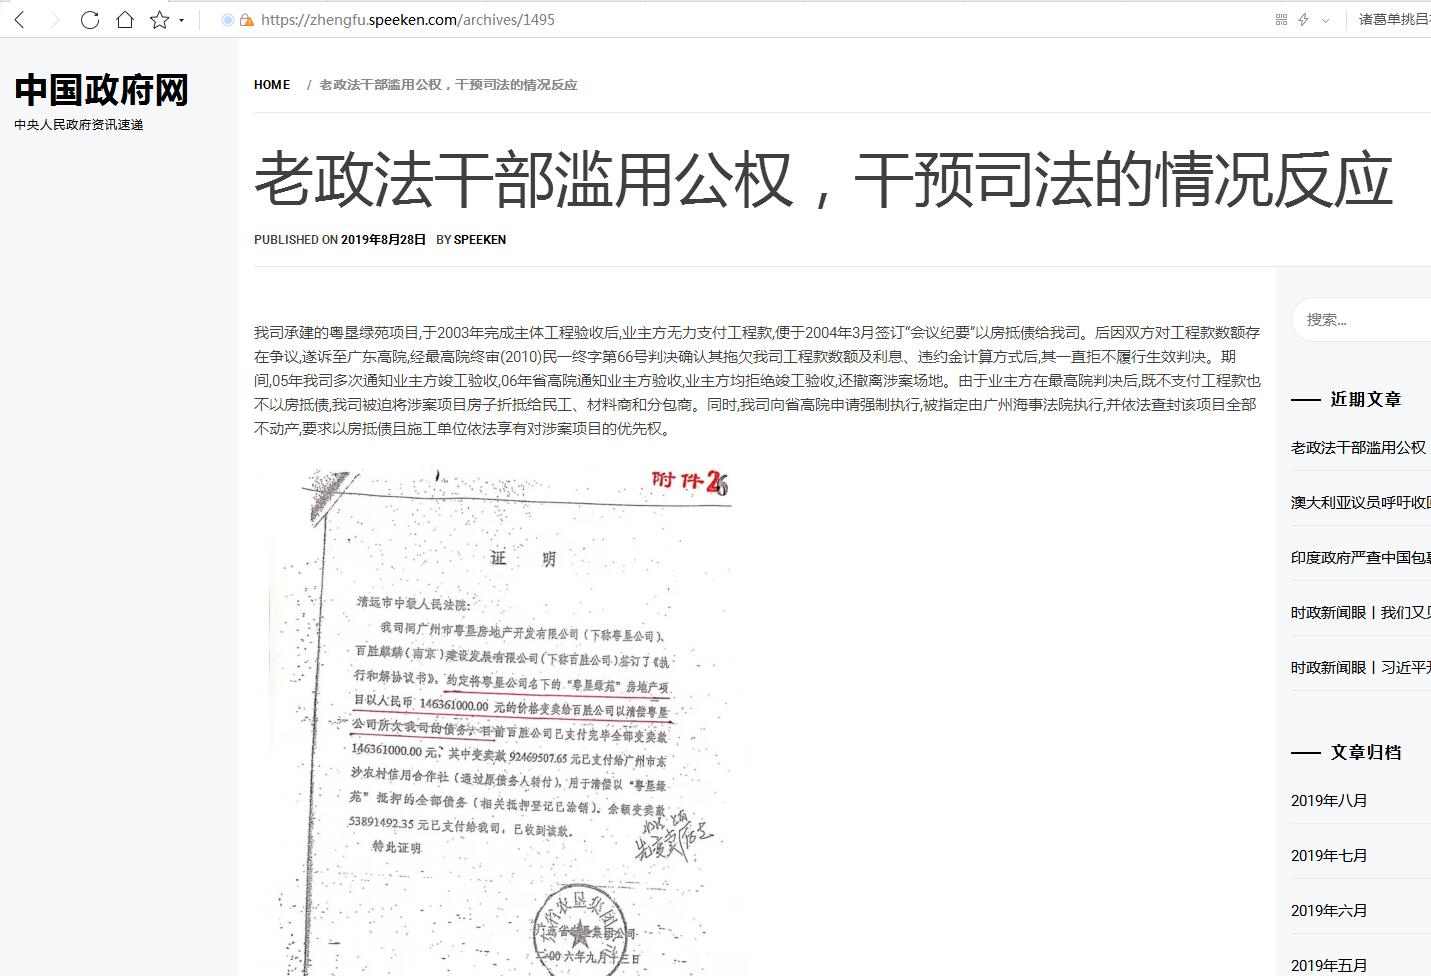 https://zhengfu.speeken.com/archives/1495
诸葛单挑吕布
中国政府网
中央人民政府资讯速递
HOME / 老政法干部滥用公权，干预司法的情况反应
老政法干部滥用公权，干预司法的情况反应
PUBLISHED ON 2019年8月28日 BY SPEEKEN
我司承建的粤垦绿苑项目,于2003年完成主体工程验收后,业主方无力支付工程款,便于2004年3月签订“会议纪要”以房抵债给我司。后因双方对工程款数额存
在争议,遂诉至广东高院,经最高院终审(2010)民一终字第66号判决确认其拖欠我司工程款数额及利息、违约金计算方式后,其一直拒不履行生效判决。期
间,05年我司多次通知业主方竣工验收,06年省高院通知业主方验收,业主方均拒绝竣工验收,还撤离涉案场地。由于业主方在最高院判决后,既不支付工程款也
不以房抵债,我司被迫将涉案项目房子折抵给民工、材料商和分包商。同时,我司向省高院申请强制执行,被指定由广州海事法院执行,并依法查封该项目全部
不动产,要求以房抵债且施工单位依法享有对涉案项目的优先权。
附件26
证 明
清远市中级人民法院：
我司同广州市粤垦房地产开发有限公司（下称粤垦公司）、
百胜麒麟（南京）建设发展有限公司（下称百胜公司）签订了《执
行和解协议书》，约定将粤垦公司名下的“粤垦绿苑”房地产项
目以人民币 146361000.00 元的价格变卖给百胜公司以清偿粤垦
公司所欠我司的债务，目前百胜公司已支付完毕全部变卖款
146361000.00 元，其中变卖款 92469507.65 元已支付给广州市东
沙农村信用合作社（通过原债务人转付），用于清偿以“粤垦绿
苑”抵押的全部债务（相关抵押登记已涂销）。余额变卖款
53891492.35 元已支付给我司，已收到该款。
特此证明
广东省农垦集团公司
二00六年九月十三日
搜索...
近期文章
老政法干部滥用公权
澳大利亚议员呼吁收回
印度政府严查中国包裹
时政新闻眼丨我们又见
时政新闻眼丨习近平
文章归档
2019年八月
2019年七月
2019年六月
2019年五月